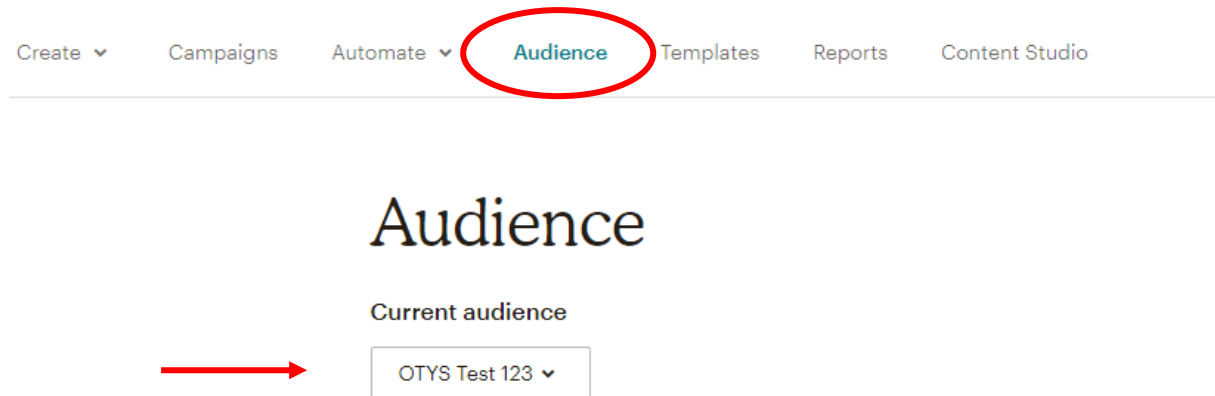 Create Campaigns Automate Audience Templates Reports Content Studio
Audience
Current audience
OTYS Test 123